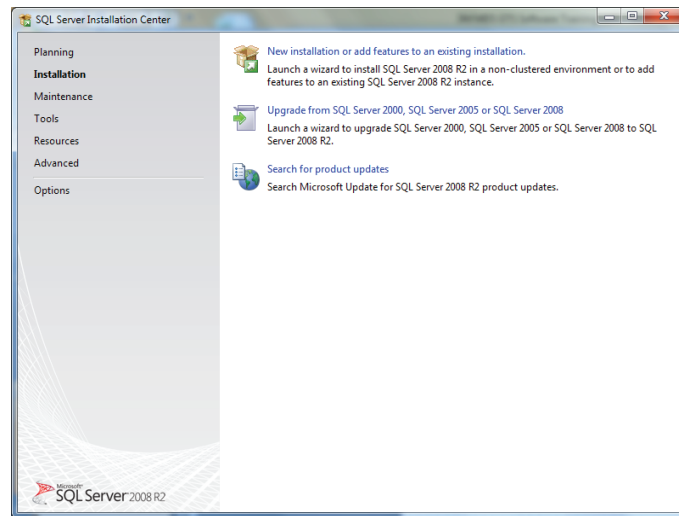 SQL Server Installation Center
Planning
Installation
Maintenance
Tools
Resources
Advanced
Options
New installation or add features to an existing installation.
Launch a wizard to install SQL Server 2008 R2 in a non-clustered environment or to add
features to an existing SQL Server 2008 R2 instance.
Upgrade from SQL Server 2000, SQL Server 2005 or SQL Server 2008
Launch a wizard to upgrade SQL Server 2000, SQL Server 2005 or SQL Server 2008 to SQL
Server 2008 R2.
Search for product updates
Search Microsoft Update for SQL Server 2008 R2 product updates.
Microsoft
SQL Server 2008 R2